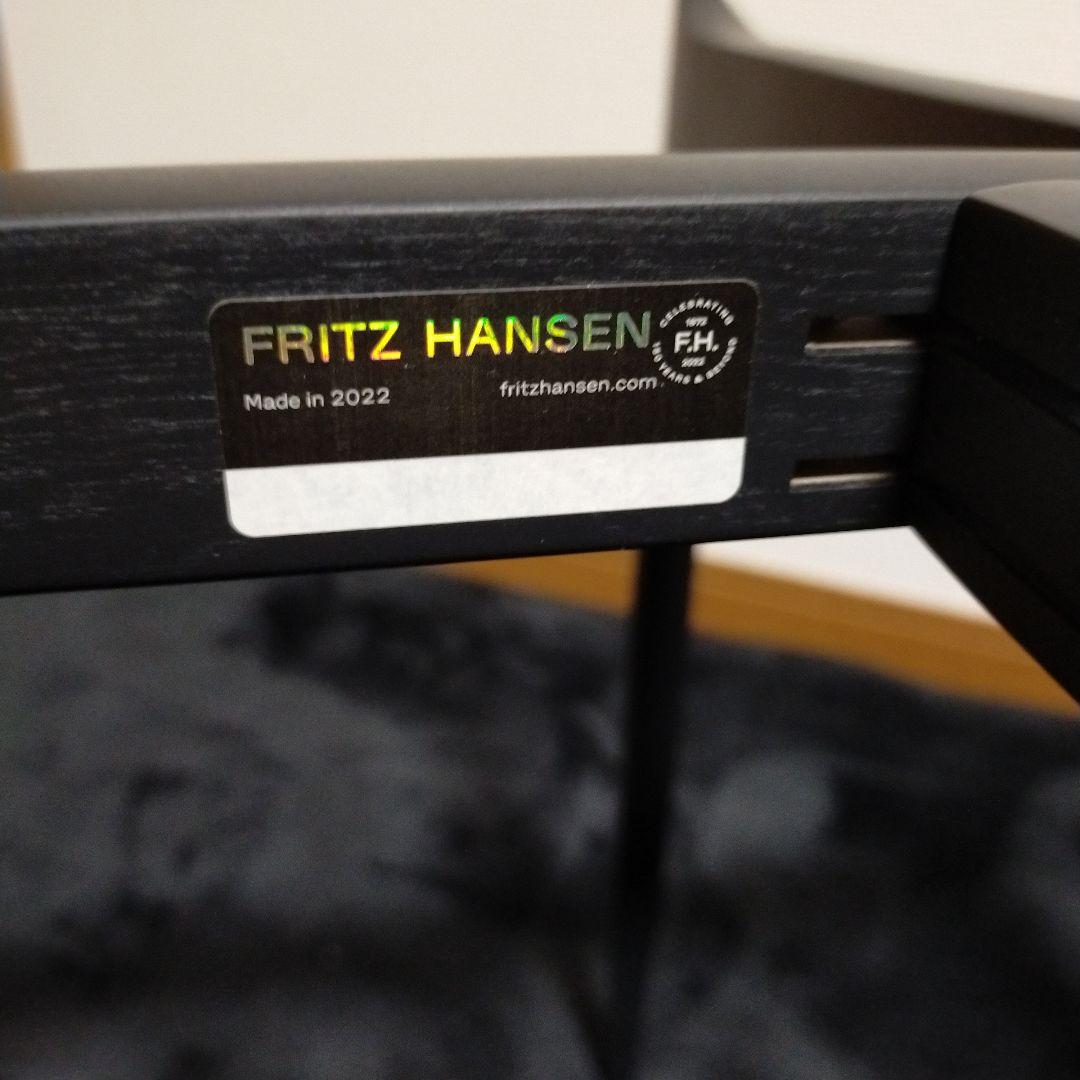 FRITZ HANSEN
Made in 2022
fritzhansen.com
CELEBRATING
1872
F.H.
2022
150 YEARS & BEYOND